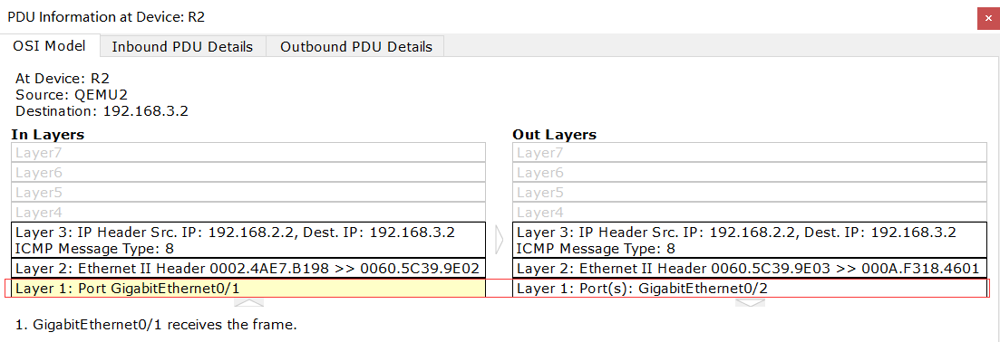 PDU Information at Device: R2
×
OSI Model
Inbound PDU Details
Outbound PDU Details
At Device: R2
Source: QEMU2
Destination: 192.168.3.2
In Layers
Layer7
Layer6
Layer5
Layer4
Layer 3: IP Header Src. IP: 192.168.2.2, Dest. IP: 192.168.3.2
ICMP Message Type: 8
Layer 2: Ethernet II Header 0002.4AE7.B198 >> 0060.5C39.9E02
Layer 1: Port GigabitEthernet0/1
Out Layers
Layer7
Layer6
Layer5
Layer4
Layer 3: IP Header Src. IP: 192.168.2.2, Dest. IP: 192.168.3.2
ICMP Message Type: 8
Layer 2: Ethernet II Header 0060.5C39.9E03 >> 000A.F318.4601
Layer 1: Port(s): GigabitEthernet0/2
1. GigabitEthernet0/1 receives the frame.